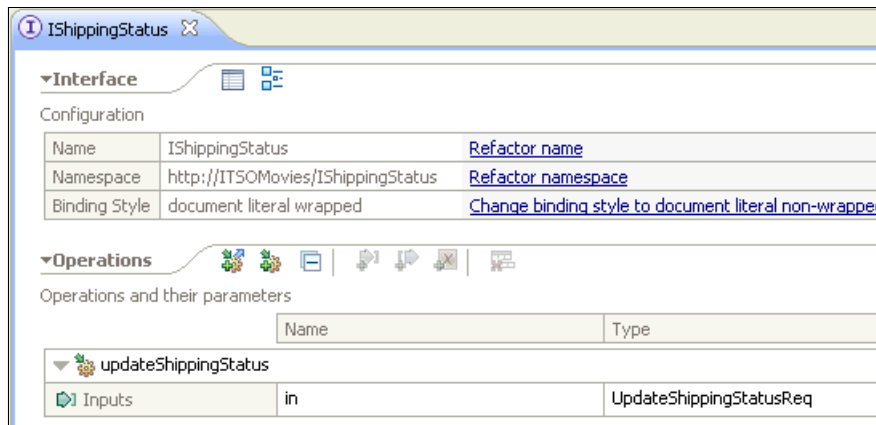 IShippingStatus
Interface
Configuration
Name IShippingStatus Refactor name
Namespace http://ITSOMovies/IShippingStatus Refactor namespace
Binding Style document literal wrapped Change binding style to document literal non-wrappe
Operations
Operations and their parameters
Name Type
updateShippingStatus
Inputs in UpdateShippingStatusReq